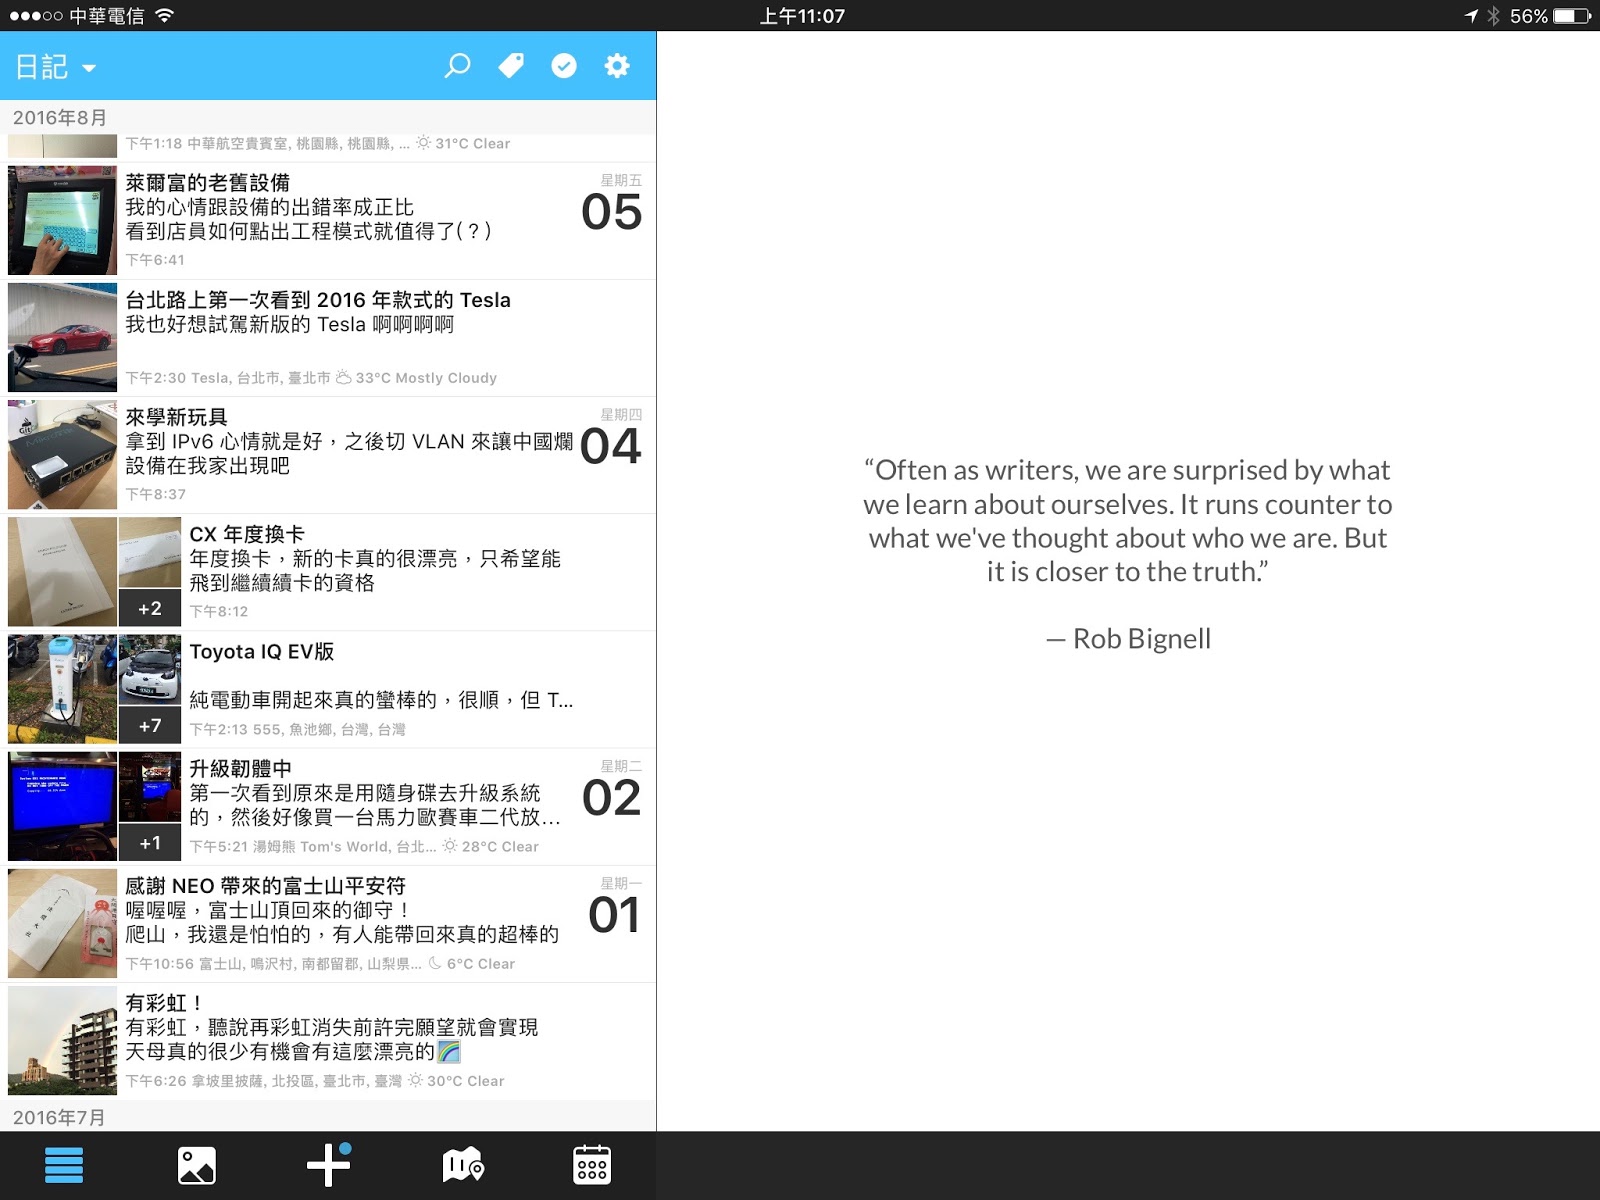 中華電信
上午11:07
56%
日記
2016年8月
下午1:18 中華航空貴賓室, 桃園縣, 桃園縣, ... 31°C Clear
萊爾富的老舊設備
星期五
05
我的心情跟設備的出錯率成正比
看到店員如何點出工程模式就值得了(?)
下午6:41
台北路上第一次看到 2016 年款式的 Tesla
我也好想試駕新版的 Tesla 啊啊啊啊
下午2:30 Tesla, 台北市, 臺北市 33°C Mostly Cloudy
來學新玩具
星期四
04
拿到 IPv6 心情就是好，之後切 VLAN 來讓中國爛
設備在我家出現吧
下午8:37
CX 年度換卡
年度換卡，新的卡真的很漂亮，只希望能
飛到繼續續卡的資格
+2
下午8:12
Toyota IQ EV版
純電動車開起來真的蠻棒的，很順，但 T...
+7
下午2:13 555, 魚池鄉, 台灣, 台灣
升級韌體中
星期二
02
第一次看到原來是用隨身碟去升級系統
的，然後好像買一台馬力歐賽車二代放...
+1
下午5:21 湯姆熊 Tom's World, 台北... 28°C Clear
感謝 NEO 帶來的富士山平安符
星期一
01
喔喔喔，富士山頂回來的御守！
爬山，我還是怕怕的，有人能帶回來真的超棒的
下午10:56 富士山, 鳴沢村, 南都留郡, 山梨県... 6°C Clear
有彩虹！
有彩虹，聽說再彩虹消失前許完願望就會實現
天母真的很少有機會有這麼漂亮的🌈
下午6:26 拿坡里披薩, 北投區, 臺北市, 臺灣 30°C Clear
2016年7月
“Often as writers, we are surprised by what
we learn about ourselves. It runs counter to
what we've thought about who we are. But
it is closer to the truth.”
— Rob Bignell